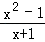 x² − 1
x+1